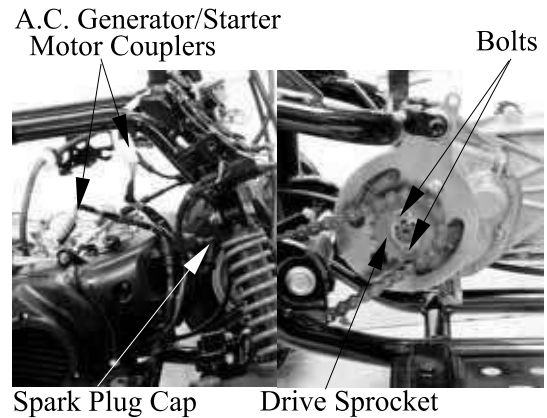 A.C. Generator/Starter
Motor Couplers
Bolts
Spark Plug Cap
Drive Sprocket